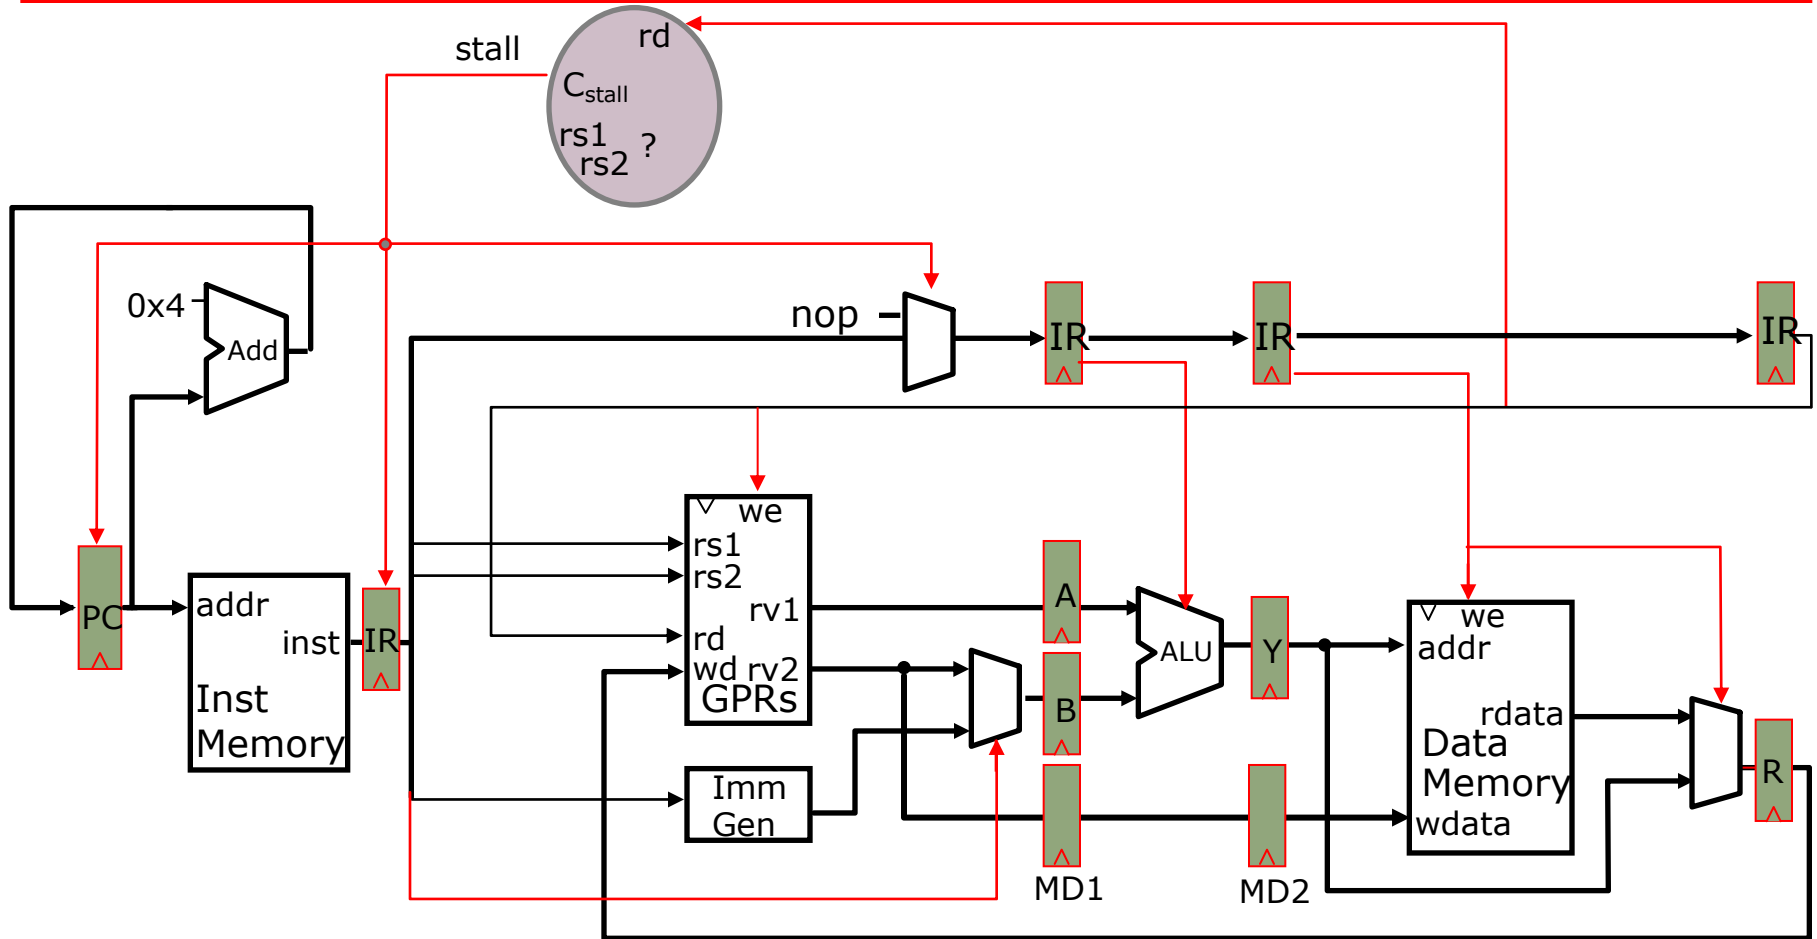 rd
stall
C_stall
rs1
rs2 ?
0x4
Add
nop
IR
IR
IR
we
rs1
rs2
rv1
rd
wd rv2
GPRs
PC
addr
inst
Inst
Memory
IR
A
B
ALU
Y
we
addr
rdata
Data
Memory
wdata
R
Imm
Gen
MD1
MD2